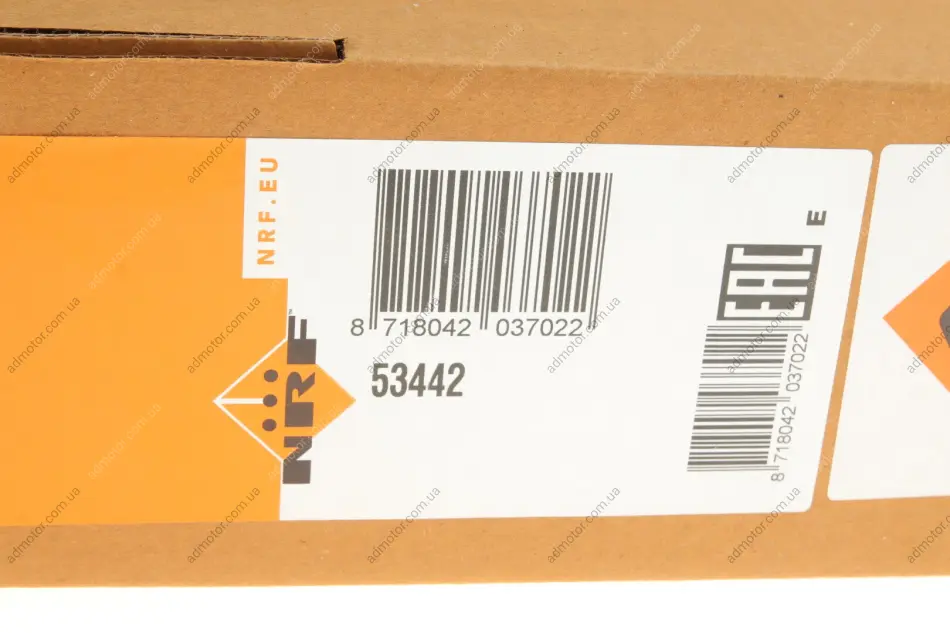 NRF.EU
8 718042 037022
53442
NRF
E
EAC
8 718042 037022
admotor.com.ua